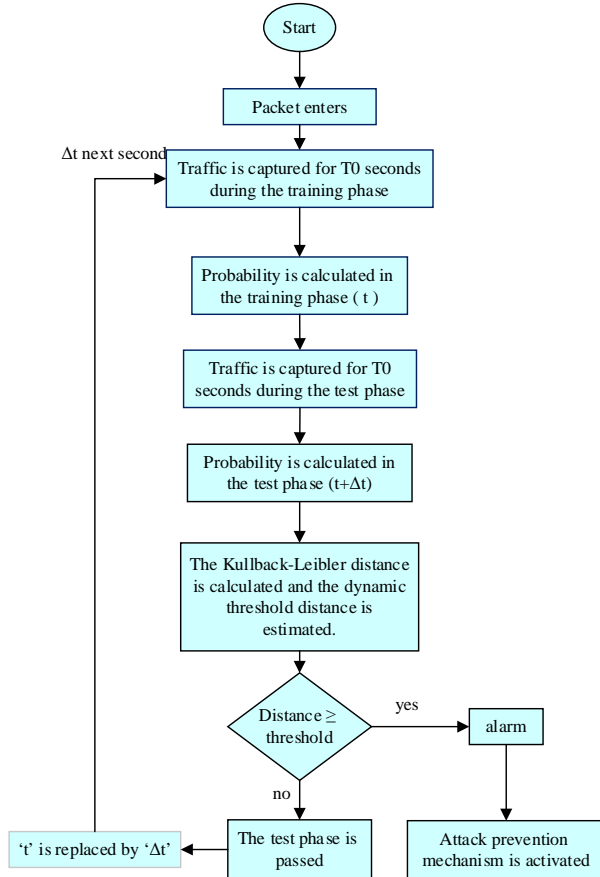 Start
Packet enters
Δt next second
Traffic is captured for T0 seconds
during the training phase
Probability is calculated in
the training phase ( t )
Traffic is captured for T0
seconds during the test phase
Probability is calculated in
the test phase (t+Δt)
The Kullback-Leibler distance
is calculated and the dynamic
threshold distance is
estimated.
Distance ≥
threshold
yes
alarm
no
The test phase is
passed
‘t’ is replaced by ‘Δt’
Attack prevention
mechanism is activated